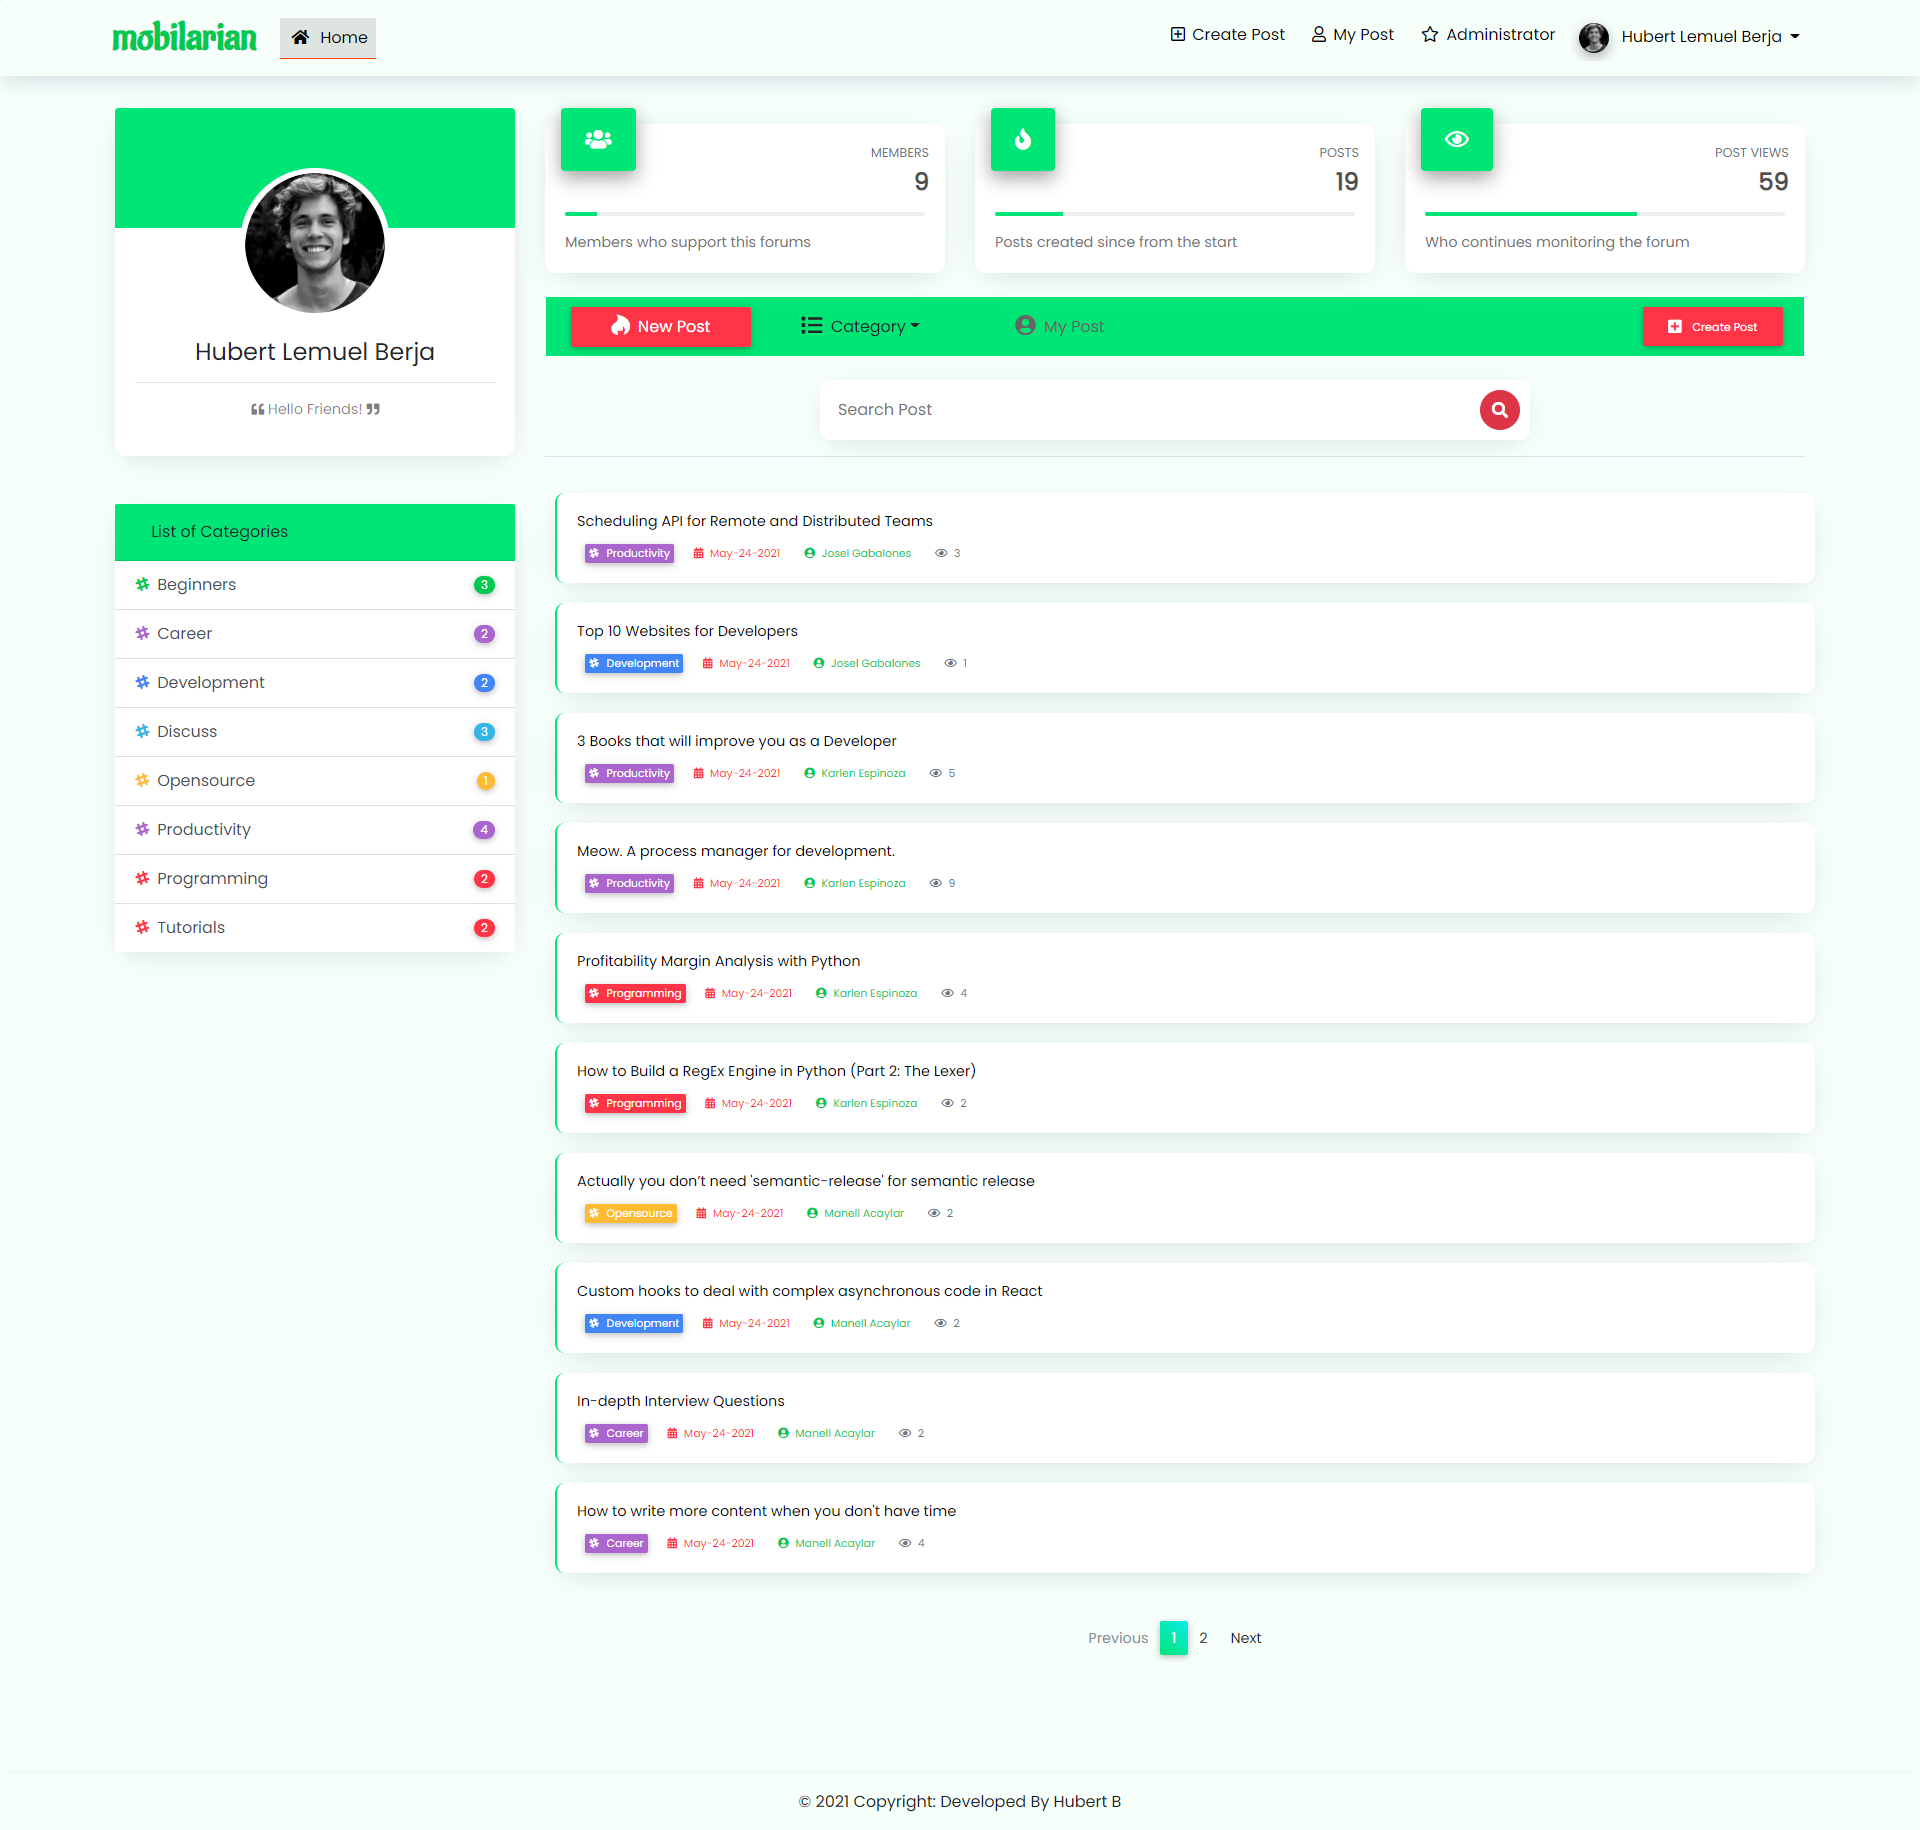 mobilarian
Home
Create Post
My Post
Administrator
Hubert Lemuel Berja
Hubert Lemuel Berja
Hello Friends!
MEMBERS
9
Members who support this forums
POSTS
19
Posts created since from the start
POST VIEWS
59
Who continues monitoring the forum
New Post
Category
My Post
Create Post
Search Post
List of Categories
Beginners 3
Career 2
Development 2
Discuss 3
Opensource 1
Productivity 4
Programming 2
Tutorials 2
Scheduling API for Remote and Distributed Teams
Productivity May-24-2021 Josel Gabalones 3
Top 10 Websites for Developers
Development May-24-2021 Josel Gabalones 1
3 Books that will improve you as a Developer
Productivity May-24-2021 Karlen Espinoza 5
Meow. A process manager for development.
Productivity May-24-2021 Karlen Espinoza 9
Profitability Margin Analysis with Python
Programming May-24-2021 Karlen Espinoza 4
How to Build a RegEx Engine in Python (Part 2: The Lexer)
Programming May-24-2021 Karlen Espinoza 2
Actually you don’t need 'semantic-release' for semantic release
Opensource May-24-2021 Manell Acaylar 2
Custom hooks to deal with complex asynchronous code in React
Development May-24-2021 Manell Acaylar 2
In-depth Interview Questions
Career May-24-2021 Manell Acaylar 2
How to write more content when you don't have time
Career May-24-2021 Manell Acaylar 4
Previous 1 2 Next
© 2021 Copyright: Developed By Hubert B